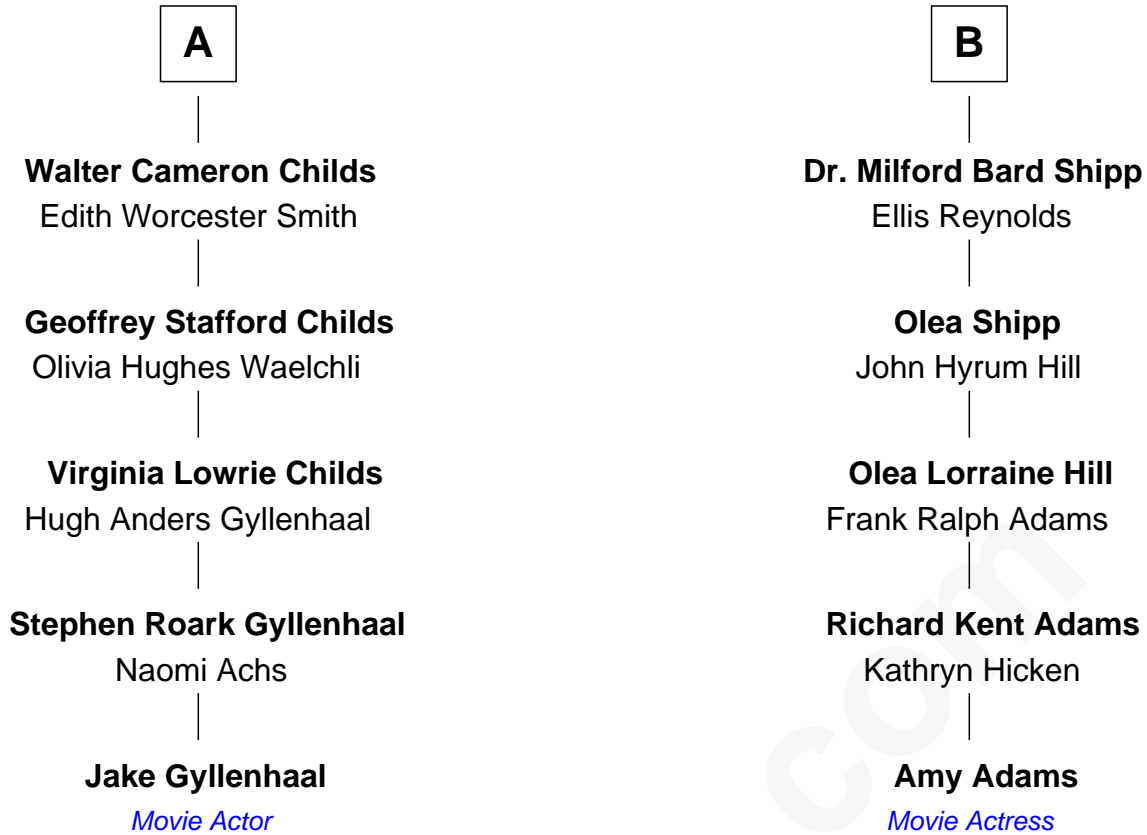 A
Walter Cameron Childs
Edith Worcester Smith
Geoffrey Stafford Childs
Olivia Hughes Waelchli
Virginia Lowrie Childs
Hugh Anders Gyllenhaal
Stephen Roark Gyllenhaal
Naomi Achs
Jake Gyllenhaal
Movie Actor
B
Dr. Milford Bard Shipp
Ellis Reynolds
Olea Shipp
John Hyrum Hill
Olea Lorraine Hill
Frank Ralph Adams
Richard Kent Adams
Kathryn Hicken
Amy Adams
Movie Actress
com